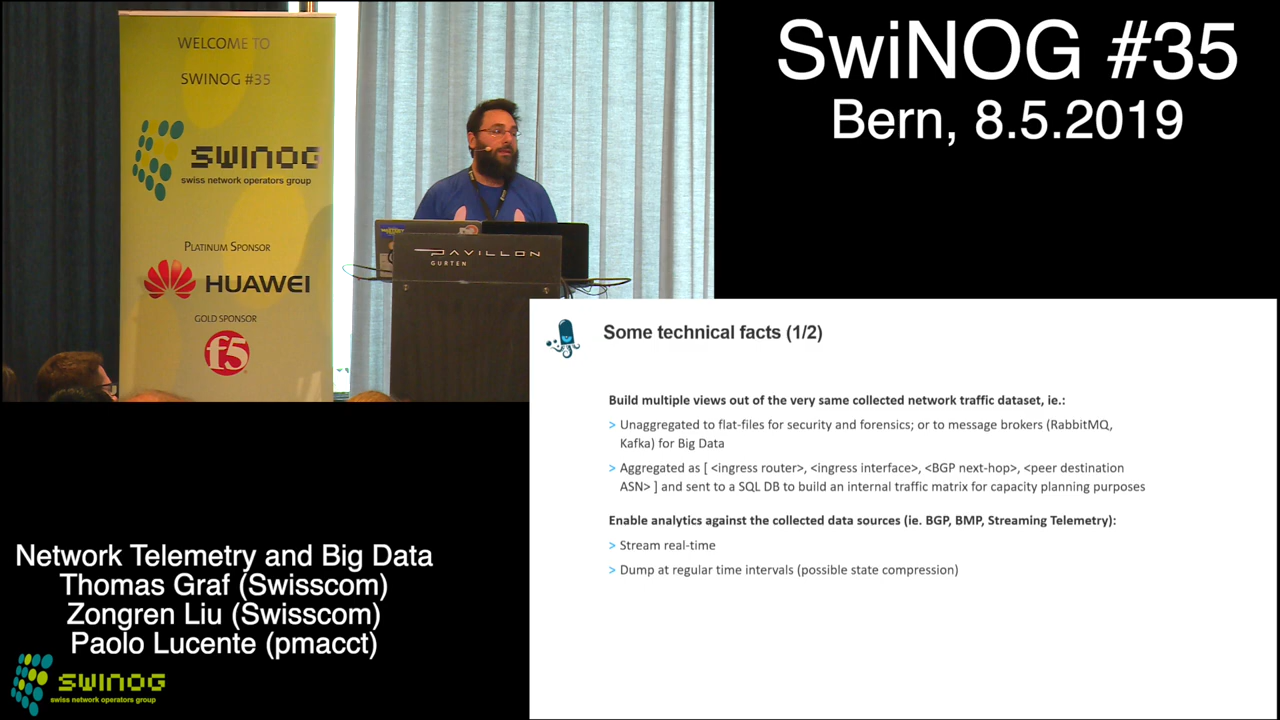 WELCOME TO
SWINOG #35
SWINOG
swiss network operators group
PLATINUM SPONSOR
HUAWEI
GOLD SPONSOR
f5
PAVILLON
GURTEN
SwiNOG #35
Bern, 8.5.2019
Some technical facts (1/2)
Build multiple views out of the very same collected network traffic dataset, ie.:
> Unaggregated to flat-files for security and forensics; or to message brokers (RabbitMQ,
Kafka) for Big Data
> Aggregated as [ <ingress router>, <ingress interface>, <BGP next-hop>, <peer destination
ASN> ] and sent to a SQL DB to build an internal traffic matrix for capacity planning purposes
Enable analytics against the collected data sources (ie. BGP, BMP, Streaming Telemetry):
> Stream real-time
> Dump at regular time intervals (possible state compression)
Network Telemetry and Big Data
Thomas Graf (Swisscom)
Zongren Liu (Swisscom)
Paolo Lucente (pmacct)
SWINOG
swiss network operators group